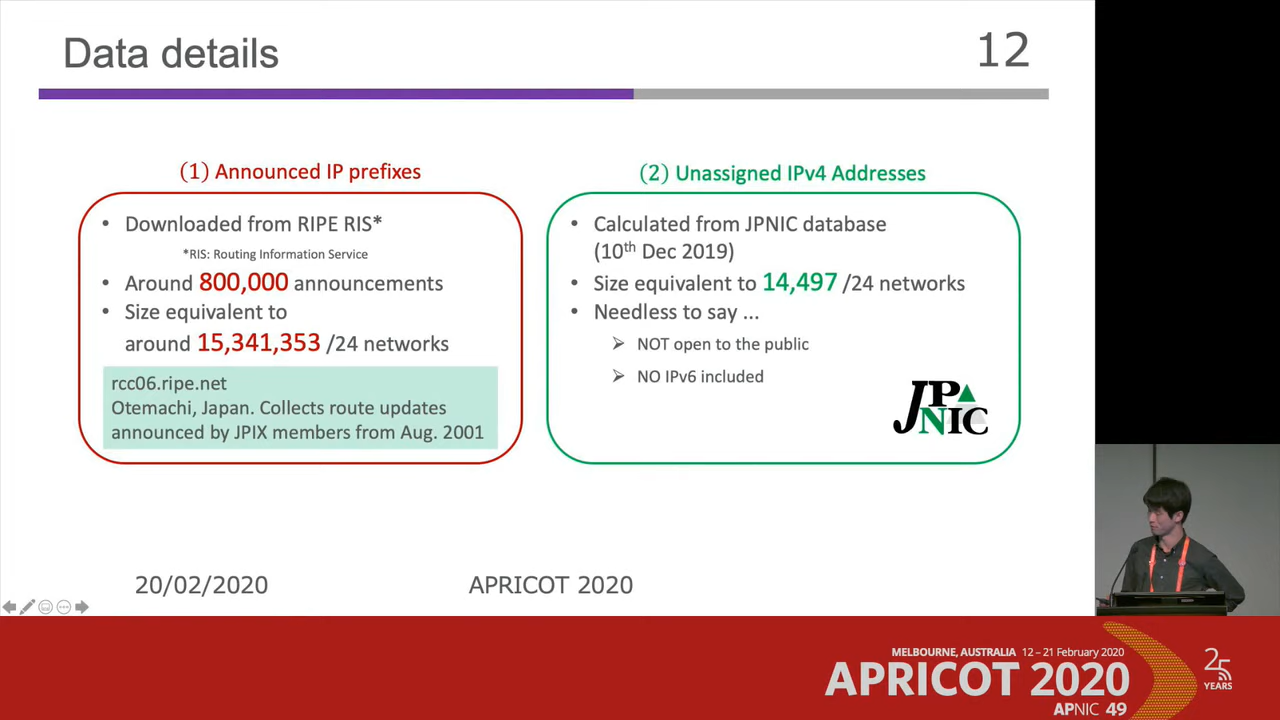 Data details
12
(1) Announced IP prefixes
• Downloaded from RIPE RIS*
*RIS: Routing Information Service
• Around 800,000 announcements
• Size equivalent to
around 15,341,353 /24 networks
rcc06.ripe.net
Otemachi, Japan. Collects route updates
announced by JPIX members from Aug. 2001
(2) Unassigned IPv4 Addresses
• Calculated from JPNIC database
(10th Dec 2019)
• Size equivalent to 14,497 /24 networks
• Needless to say ...
➢ NOT open to the public
➢ NO IPv6 included
JPNIC
20/02/2020
APRICOT 2020
MELBOURNE, AUSTRALIA 12 – 21 February 2020
APRICOT 2020
APNIC 49
25
YEARS